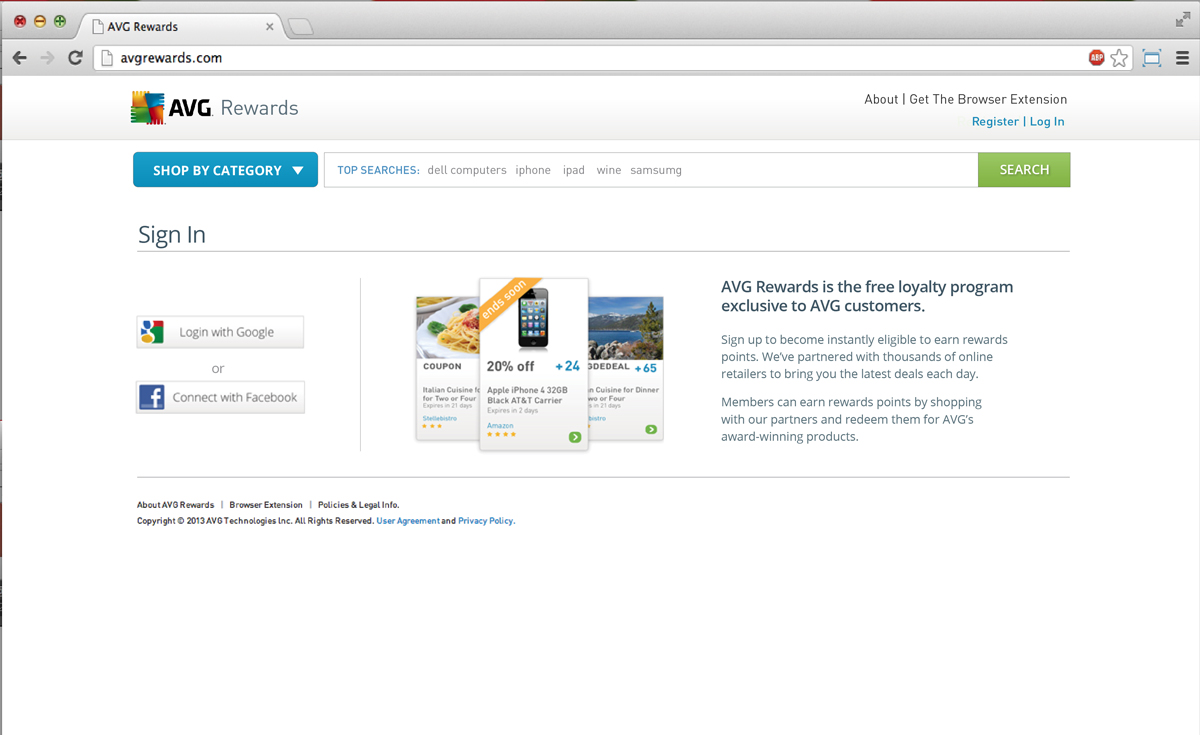 AVG Rewards
avgrewards.com
ABP
AVG Rewards
About | Get The Browser Extension
Register | Log In
SHOP BY CATEGORY
TOP SEARCHES: dell computers iphone ipad wine samsumg
SEARCH
Sign In
Login with Google
or
Connect with Facebook
COUPON
Italian Cuisine fo
for Two or Four
Expires in 21 days
Stellabistro
ends soon
20% off +24
Apple iPhone 4 32GB
Black AT&T Carrier
Expires in 2 days
Amazon
GDEDEAL +65
n Cuisine for Dinner
wo or Four
s in 21 days
bistro
AVG Rewards is the free loyalty program
exclusive to AVG customers.
Sign up to become instantly eligible to earn rewards
points. We've partnered with thousands of online
retailers to bring you the latest deals each day.
Members can earn rewards points by shopping
with our partners and redeem them for AVG's
award-winning products.
About AVG Rewards | Browser Extension | Policies & Legal Info.
Copyright © 2013 AVG Technologies Inc. All Rights Reserved. User Agreement and Privacy Policy.